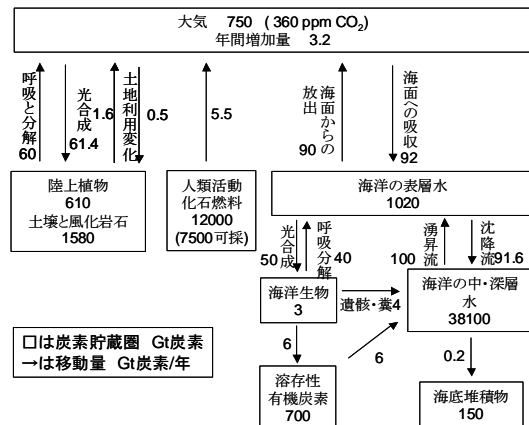 大気 750 ( 360 ppm CO2)
年間増加量 3.2
呼吸と分解
60
光合成
61.4
1.6
土地利用変化
0.5
5.5
海面からの放出
90
海面への吸収
92
陸上植物
610
土壌と風化岩石
1580
人類活動
化石燃料
12000
(7500可採)
海洋の表層水
1020
光合成
50
呼吸分解
40
湧昇流
100
沈降流
91.6
海洋生物
3
遺骸・糞4
海洋の中・深層
水
38100
□は炭素貯蔵圏 Gt炭素
→は移動量 Gt炭素/年
6
6
0.2
溶存性
有機炭素
700
海底堆積物
150